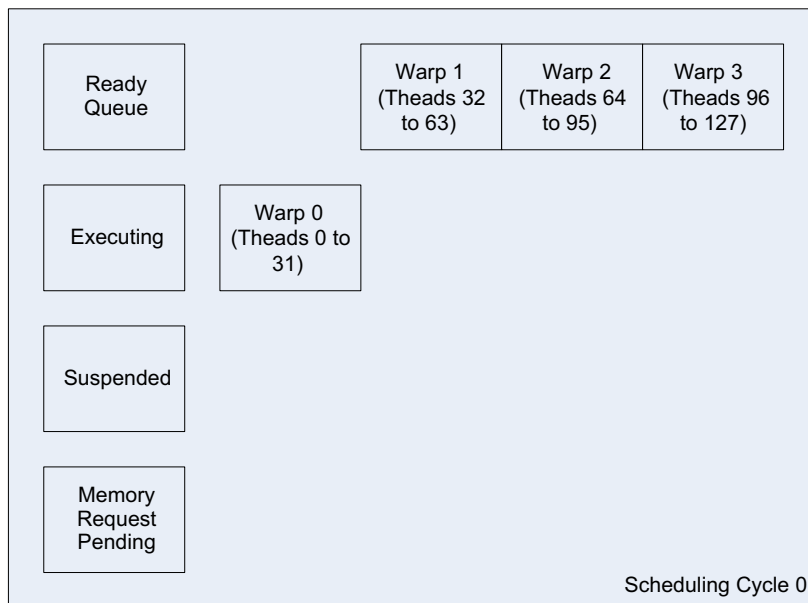 Ready
Queue
Warp 1
(Theads 32
to 63)
Warp 2
(Theads 64
to 95)
Warp 3
(Theads 96
to 127)
Executing
Warp 0
(Theads 0 to
31)
Suspended
Memory
Request
Pending
Scheduling Cycle 0